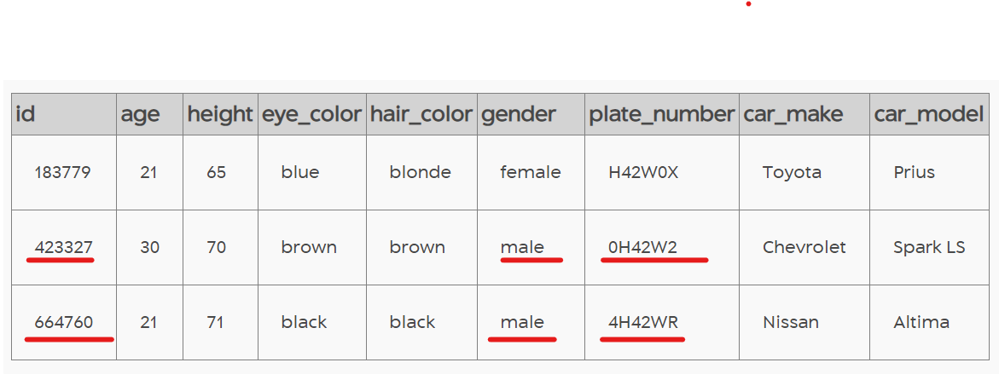 id age height eye_color hair_color gender plate_number car_make car_model
183779 21 65 blue blonde female H42W0X Toyota Prius
423327 30 70 brown brown male 0H42W2 Chevrolet Spark LS
664760 21 71 black black male 4H42WR Nissan Altima